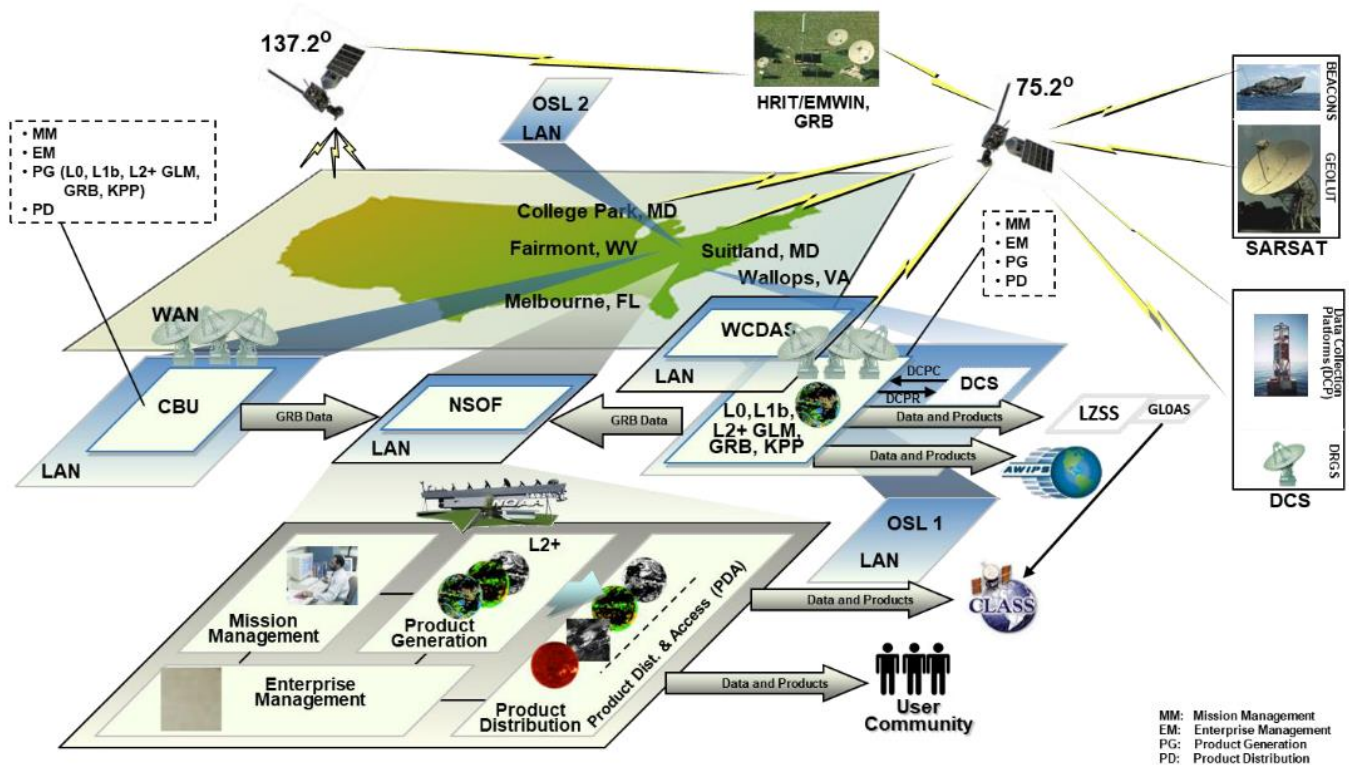 137.2°
OSL 2
LAN
HRIT/EMWIN,
GRB
75.2°
BEACONS
GEOLUT
SARSAT
• MM
• EM
• PG (L0, L1b, L2+ GLM,
GRB, KPP)
• PD
College Park, MD
Fairmont, WV
Suitland, MD
Wallops, VA
Melbourne, FL
• MM
• EM
• PG
• PD
WAN
WCDAS
LAN
Data Collection
Platforms (DCP)
DRGS
DCS
CBU
LAN
GRB Data
NSOF
LAN
GRB Data
L0, L1b,
L2+ GLM,
GRB, KPP
DCPC
DCPR
DCS
Data and Products
LZSS
GLOAS
Data and Products
AWIPS
OSL 1
LAN
NOAA
L2+
Mission
Management
Product
Generation
Enterprise
Management
Product
Distribution
Product Dist. & Access (PDA)
Data and Products
CLASS
Data and Products
User
Community
MM: Mission Management
EM: Enterprise Management
PG: Product Generation
PD: Product Distribution